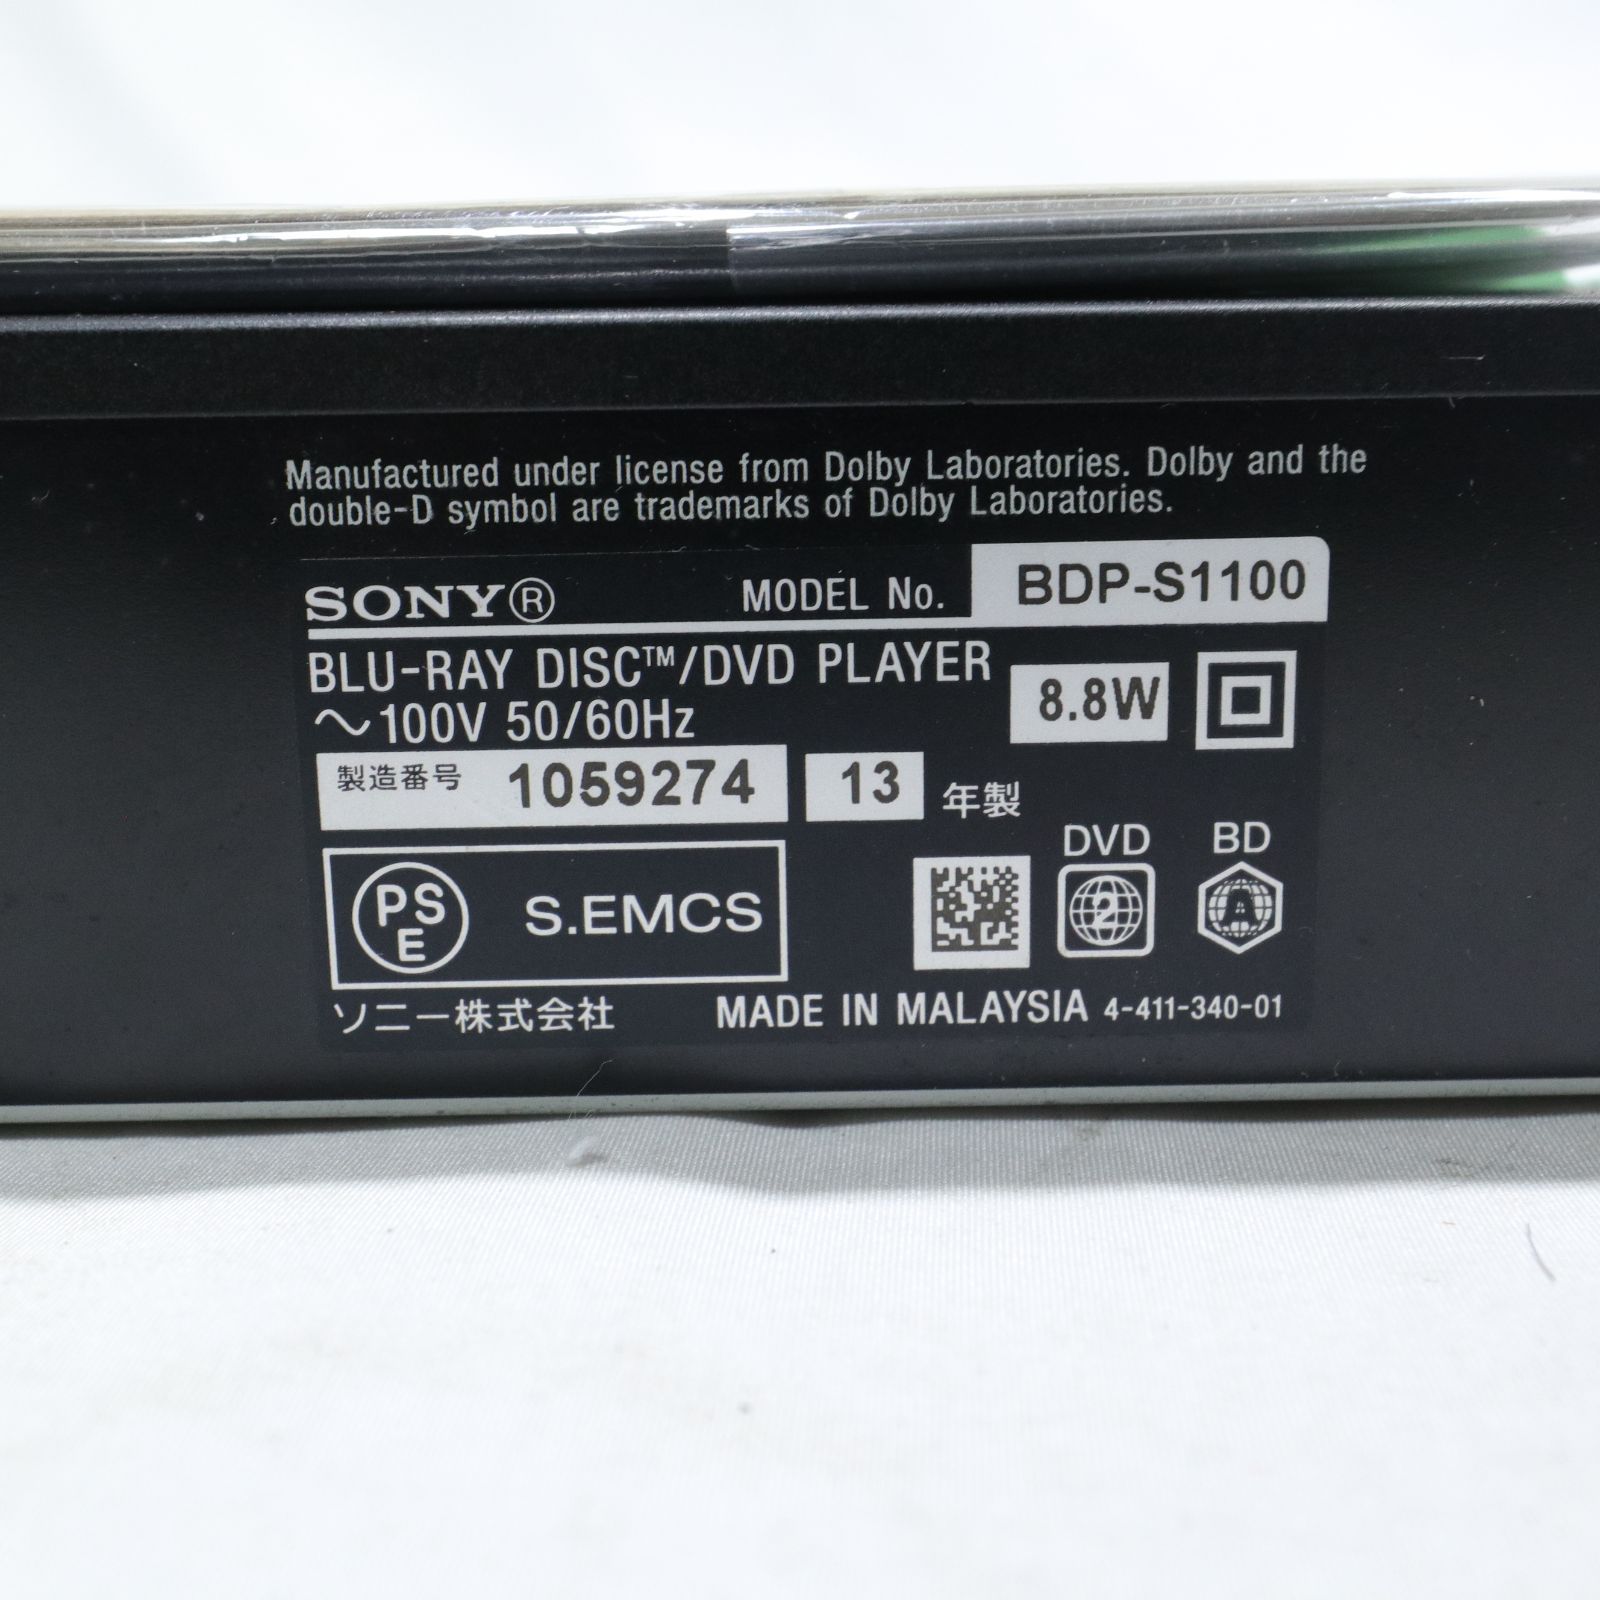 Manufactured under license from Dolby Laboratories. Dolby and the
double-D symbol are trademarks of Dolby Laboratories.
SONY® MODEL No. BDP-S1100
BLU-RAY DISC™/DVD PLAYER
～100V 50/60Hz 8.8W
製造番号 1059274 13 年製
DVD BD
PSE S.EMCS 2 A
ソニー株式会社 MADE IN MALAYSIA 4-411-340-01